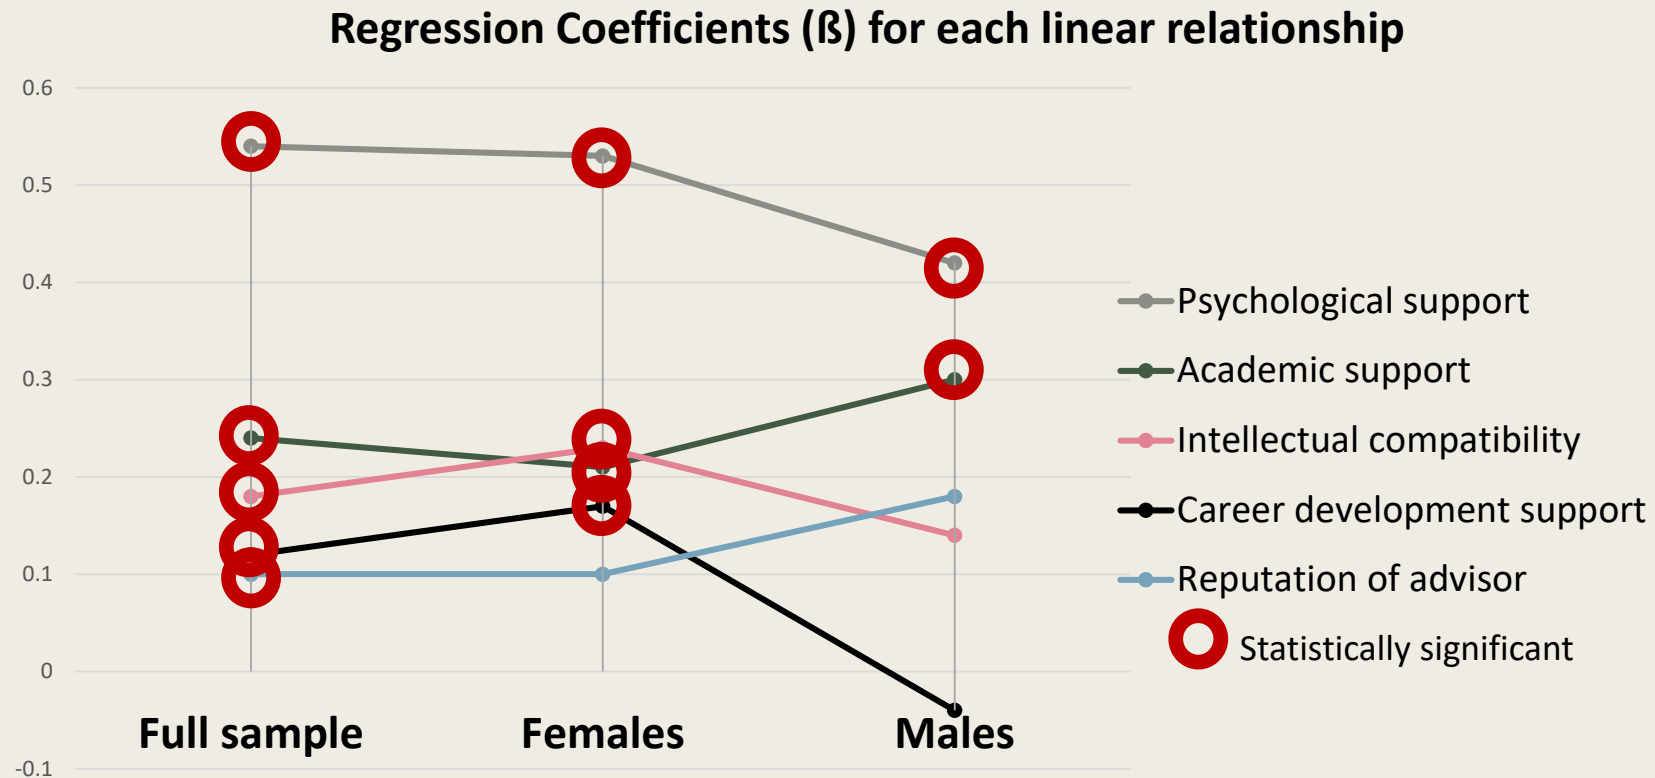 Regression Coefficients (ß) for each linear relationship
0.6
0.5
0.4
0.3
0.2
0.1
0
-0.1
Full sample
Females
Males
Psychological support
Academic support
Intellectual compatibility
Career development support
Reputation of advisor
Statistically significant